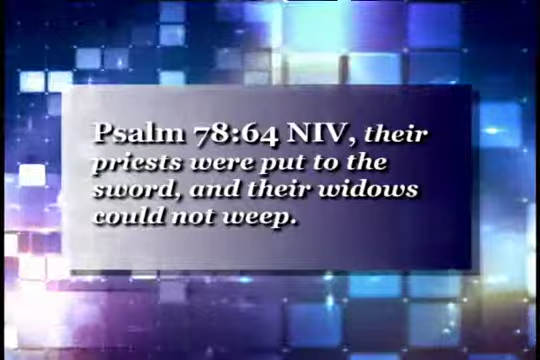 Psalm 78:64 NIV, their
priests were put to the
sword, and their widows
could not weep.